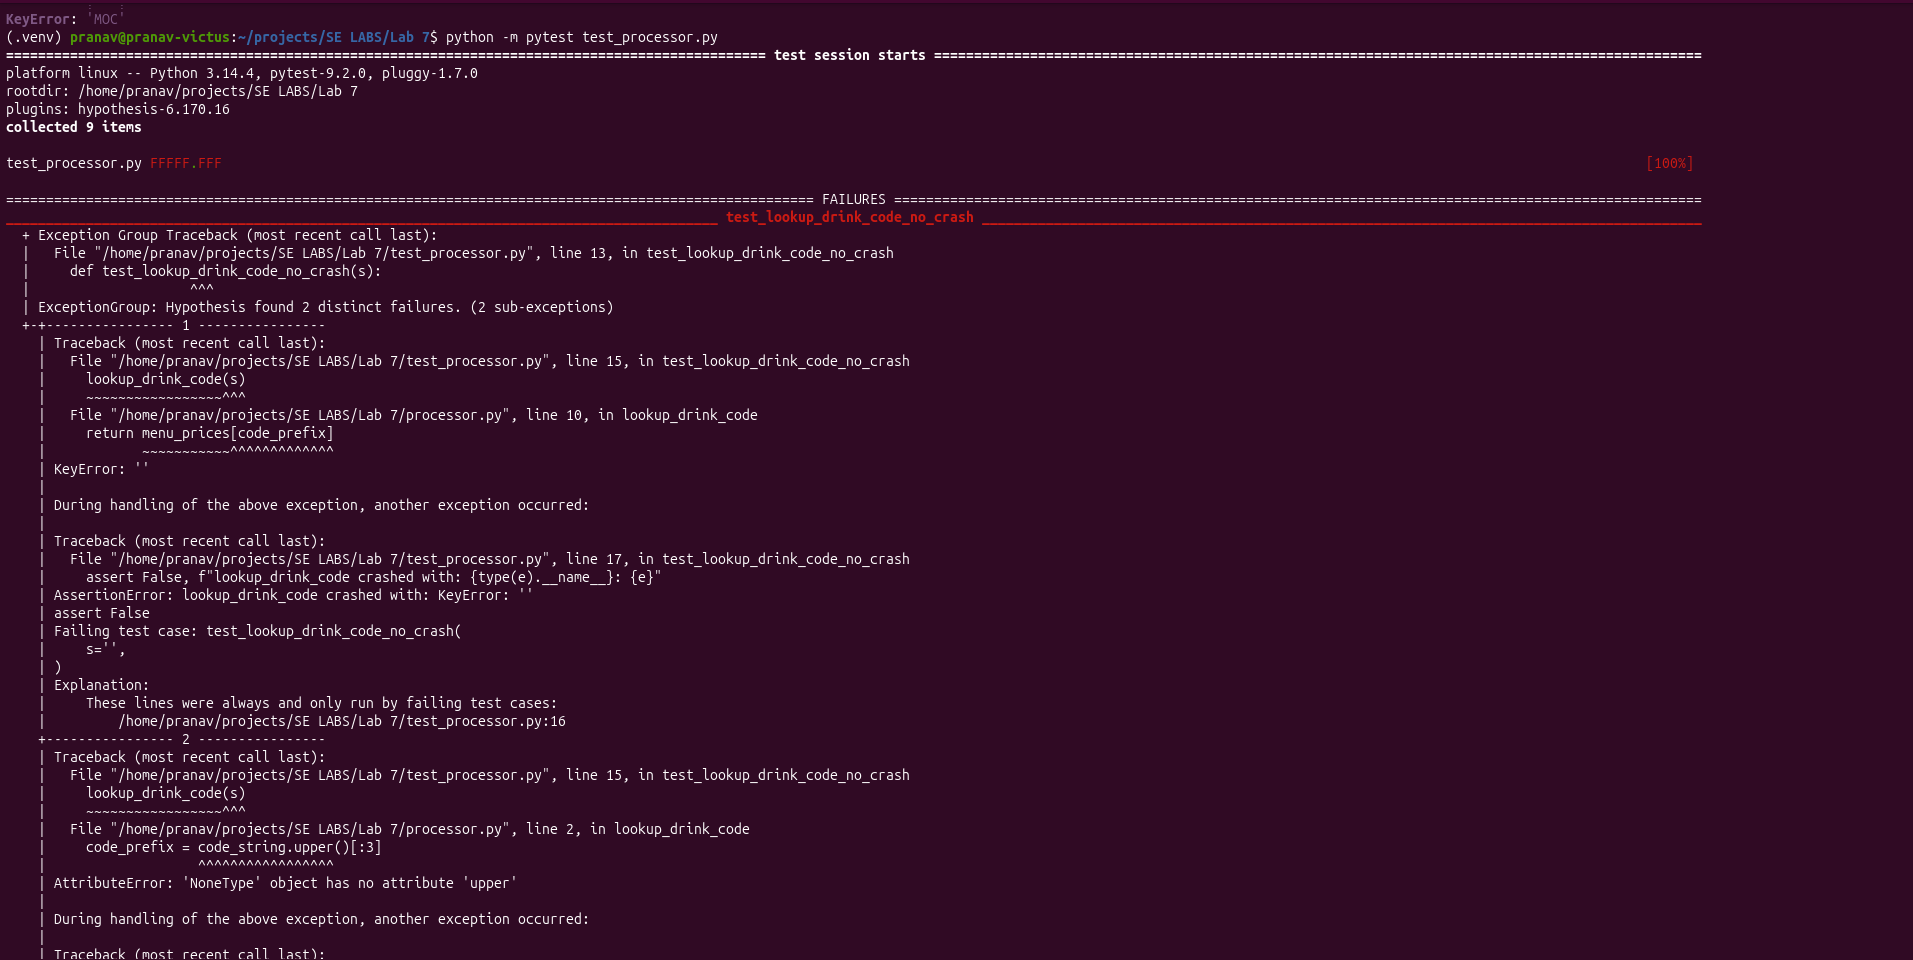 KeyError: 'MOC'
(.venv) pranav@pranav-victus:~/projects/SE LABS/Lab 7$ python -m pytest test_processor.py
=============================================================================================== test session starts ================================================================================================
platform linux -- Python 3.14.4, pytest-9.2.0, pluggy-1.7.0
rootdir: /home/pranav/projects/SE LABS/Lab 7
plugins: hypothesis-6.170.16
collected 9 items
test_processor.py FFFFF.FFF [100%]
===================================================================================================== FAILURES =====================================================================================================
_________________________________________________________________________________________ test_lookup_drink_code_no_crash __________________________________________________________________________________________
  + Exception Group Traceback (most recent call last):
  |   File "/home/pranav/projects/SE LABS/Lab 7/test_processor.py", line 13, in test_lookup_drink_code_no_crash
  |     def test_lookup_drink_code_no_crash(s):
  |                    ^^^
  | ExceptionGroup: Hypothesis found 2 distinct failures. (2 sub-exceptions)
  +-+---------------- 1 ----------------
    | Traceback (most recent call last):
    |   File "/home/pranav/projects/SE LABS/Lab 7/test_processor.py", line 15, in test_lookup_drink_code_no_crash
    |     lookup_drink_code(s)
    |     ~~~~~~~~~~~~~~~~~^^^
    |   File "/home/pranav/projects/SE LABS/Lab 7/processor.py", line 10, in lookup_drink_code
    |     return menu_prices[code_prefix]
    |            ~~~~~~~~~~~^^^^^^^^^^^^^
    | KeyError: ''
    |
    | During handling of the above exception, another exception occurred:
    |
    | Traceback (most recent call last):
    |   File "/home/pranav/projects/SE LABS/Lab 7/test_processor.py", line 17, in test_lookup_drink_code_no_crash
    |     assert False, f"lookup_drink_code crashed with: {type(e).__name__}: {e}"
    | AssertionError: lookup_drink_code crashed with: KeyError: ''
    | assert False
    | Failing test case: test_lookup_drink_code_no_crash(
    |     s='',
    | )
    | Explanation:
    |     These lines were always and only run by failing test cases:
    |         /home/pranav/projects/SE LABS/Lab 7/test_processor.py:16
    +---------------- 2 ----------------
    | Traceback (most recent call last):
    |   File "/home/pranav/projects/SE LABS/Lab 7/test_processor.py", line 15, in test_lookup_drink_code_no_crash
    |     lookup_drink_code(s)
    |     ~~~~~~~~~~~~~~~~~^^^
    |   File "/home/pranav/projects/SE LABS/Lab 7/processor.py", line 2, in lookup_drink_code
    |     code_prefix = code_string.upper()[:3]
    |                   ^^^^^^^^^^^^^^^^^
    | AttributeError: 'NoneType' object has no attribute 'upper'
    |
    | During handling of the above exception, another exception occurred:
    |
    | Traceback (most recent call last):